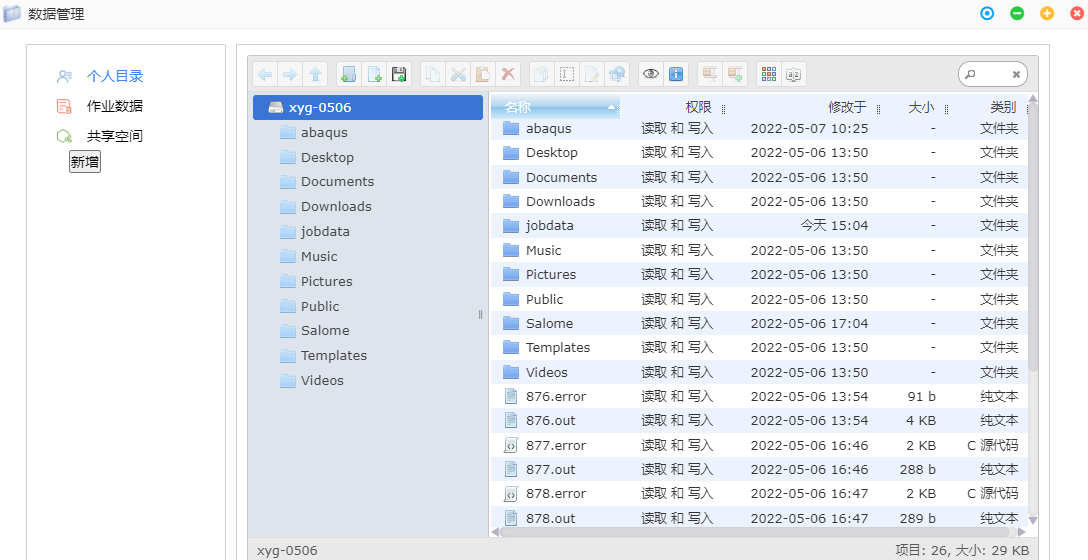 数据管理
个人目录
作业数据
共享空间
新增
xyg-0506
abaqus
Desktop
Documents
Downloads
jobdata
Music
Pictures
Public
Salome
Templates
Videos
名称 权限 修改于 大小 类别
abaqus 读取 和 写入 2022-05-07 10:25 - 文件夹
Desktop 读取 和 写入 2022-05-06 13:50 - 文件夹
Documents 读取 和 写入 2022-05-06 13:50 - 文件夹
Downloads 读取 和 写入 2022-05-06 13:50 - 文件夹
jobdata 读取 和 写入 今天 15:04 - 文件夹
Music 读取 和 写入 2022-05-06 13:50 - 文件夹
Pictures 读取 和 写入 2022-05-06 13:50 - 文件夹
Public 读取 和 写入 2022-05-06 13:50 - 文件夹
Salome 读取 和 写入 2022-05-06 17:04 - 文件夹
Templates 读取 和 写入 2022-05-06 13:50 - 文件夹
Videos 读取 和 写入 2022-05-06 13:50 - 文件夹
876.error 读取 和 写入 2022-05-06 13:54 91 b 纯文本
876.out 读取 和 写入 2022-05-06 13:54 4 KB 纯文本
877.error 读取 和 写入 2022-05-06 16:46 2 KB C 源代码
877.out 读取 和 写入 2022-05-06 16:46 288 b 纯文本
878.error 读取 和 写入 2022-05-06 16:47 2 KB C 源代码
878.out 读取 和 写入 2022-05-06 16:47 289 b 纯文本
xyg-0506 项目: 26, 大小: 29 KB